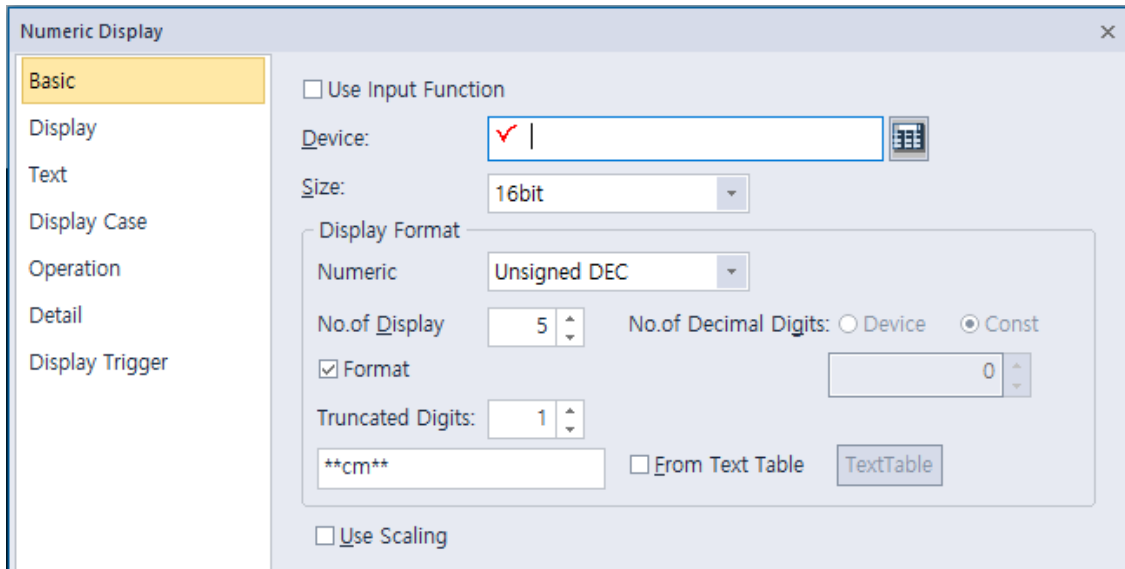 Numeric Display
Basic
Display
Text
Display Case
Operation
Detail
Display Trigger
Use Input Function
Device:
Size:
16bit
Display Format
Numeric
Unsigned DEC
No.of Display
5
No.of Decimal Digits:
Device
Const
Format
0
Truncated Digits:
1
**cm**
From Text Table
TextTable
Use Scaling